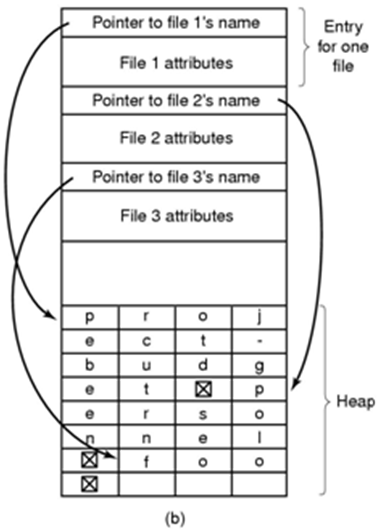 Pointer to file 1's name
File 1 attributes
Pointer to file 2's name
File 2 attributes
Pointer to file 3's name
File 3 attributes
Entry
for one
file
p r o j
e c t -
b u d g
e t ☒ p
e r s o
n n e l
☒ f o o
☒
Heap
(b)